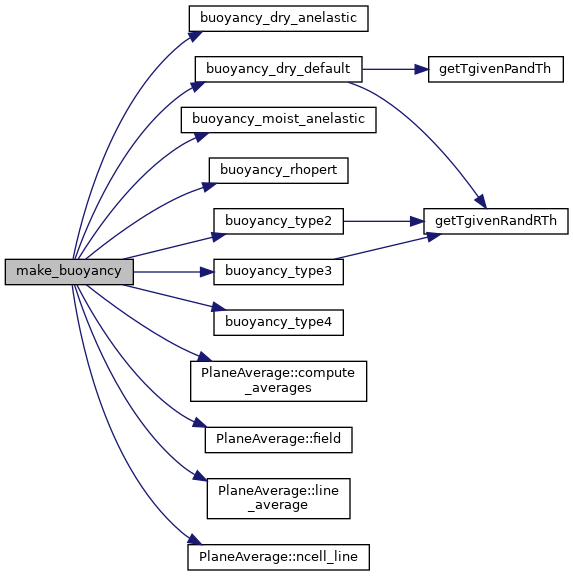 buoyancy_dry_anelastic
buoyancy_dry_default
getTgivenPandTh
buoyancy_moist_anelastic
buoyancy_rhopert
buoyancy_type2
getTgivenRandRTh
make_buoyancy
buoyancy_type3
buoyancy_type4
PlaneAverage::compute
_averages
PlaneAverage::field
PlaneAverage::line
_average
PlaneAverage::ncell_line